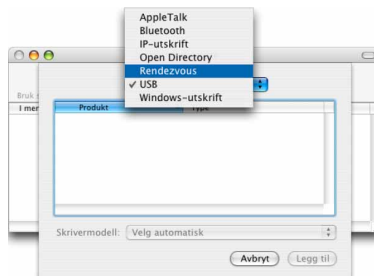 AppleTalk
Bluetooth
IP-utskrift
Open Directory
Rendezvous
✓ USB
Windows-utskrift
Bruk
I mer
Produkt
Type
Skrivermodell: Velg automatisk
Avbryt Legg til